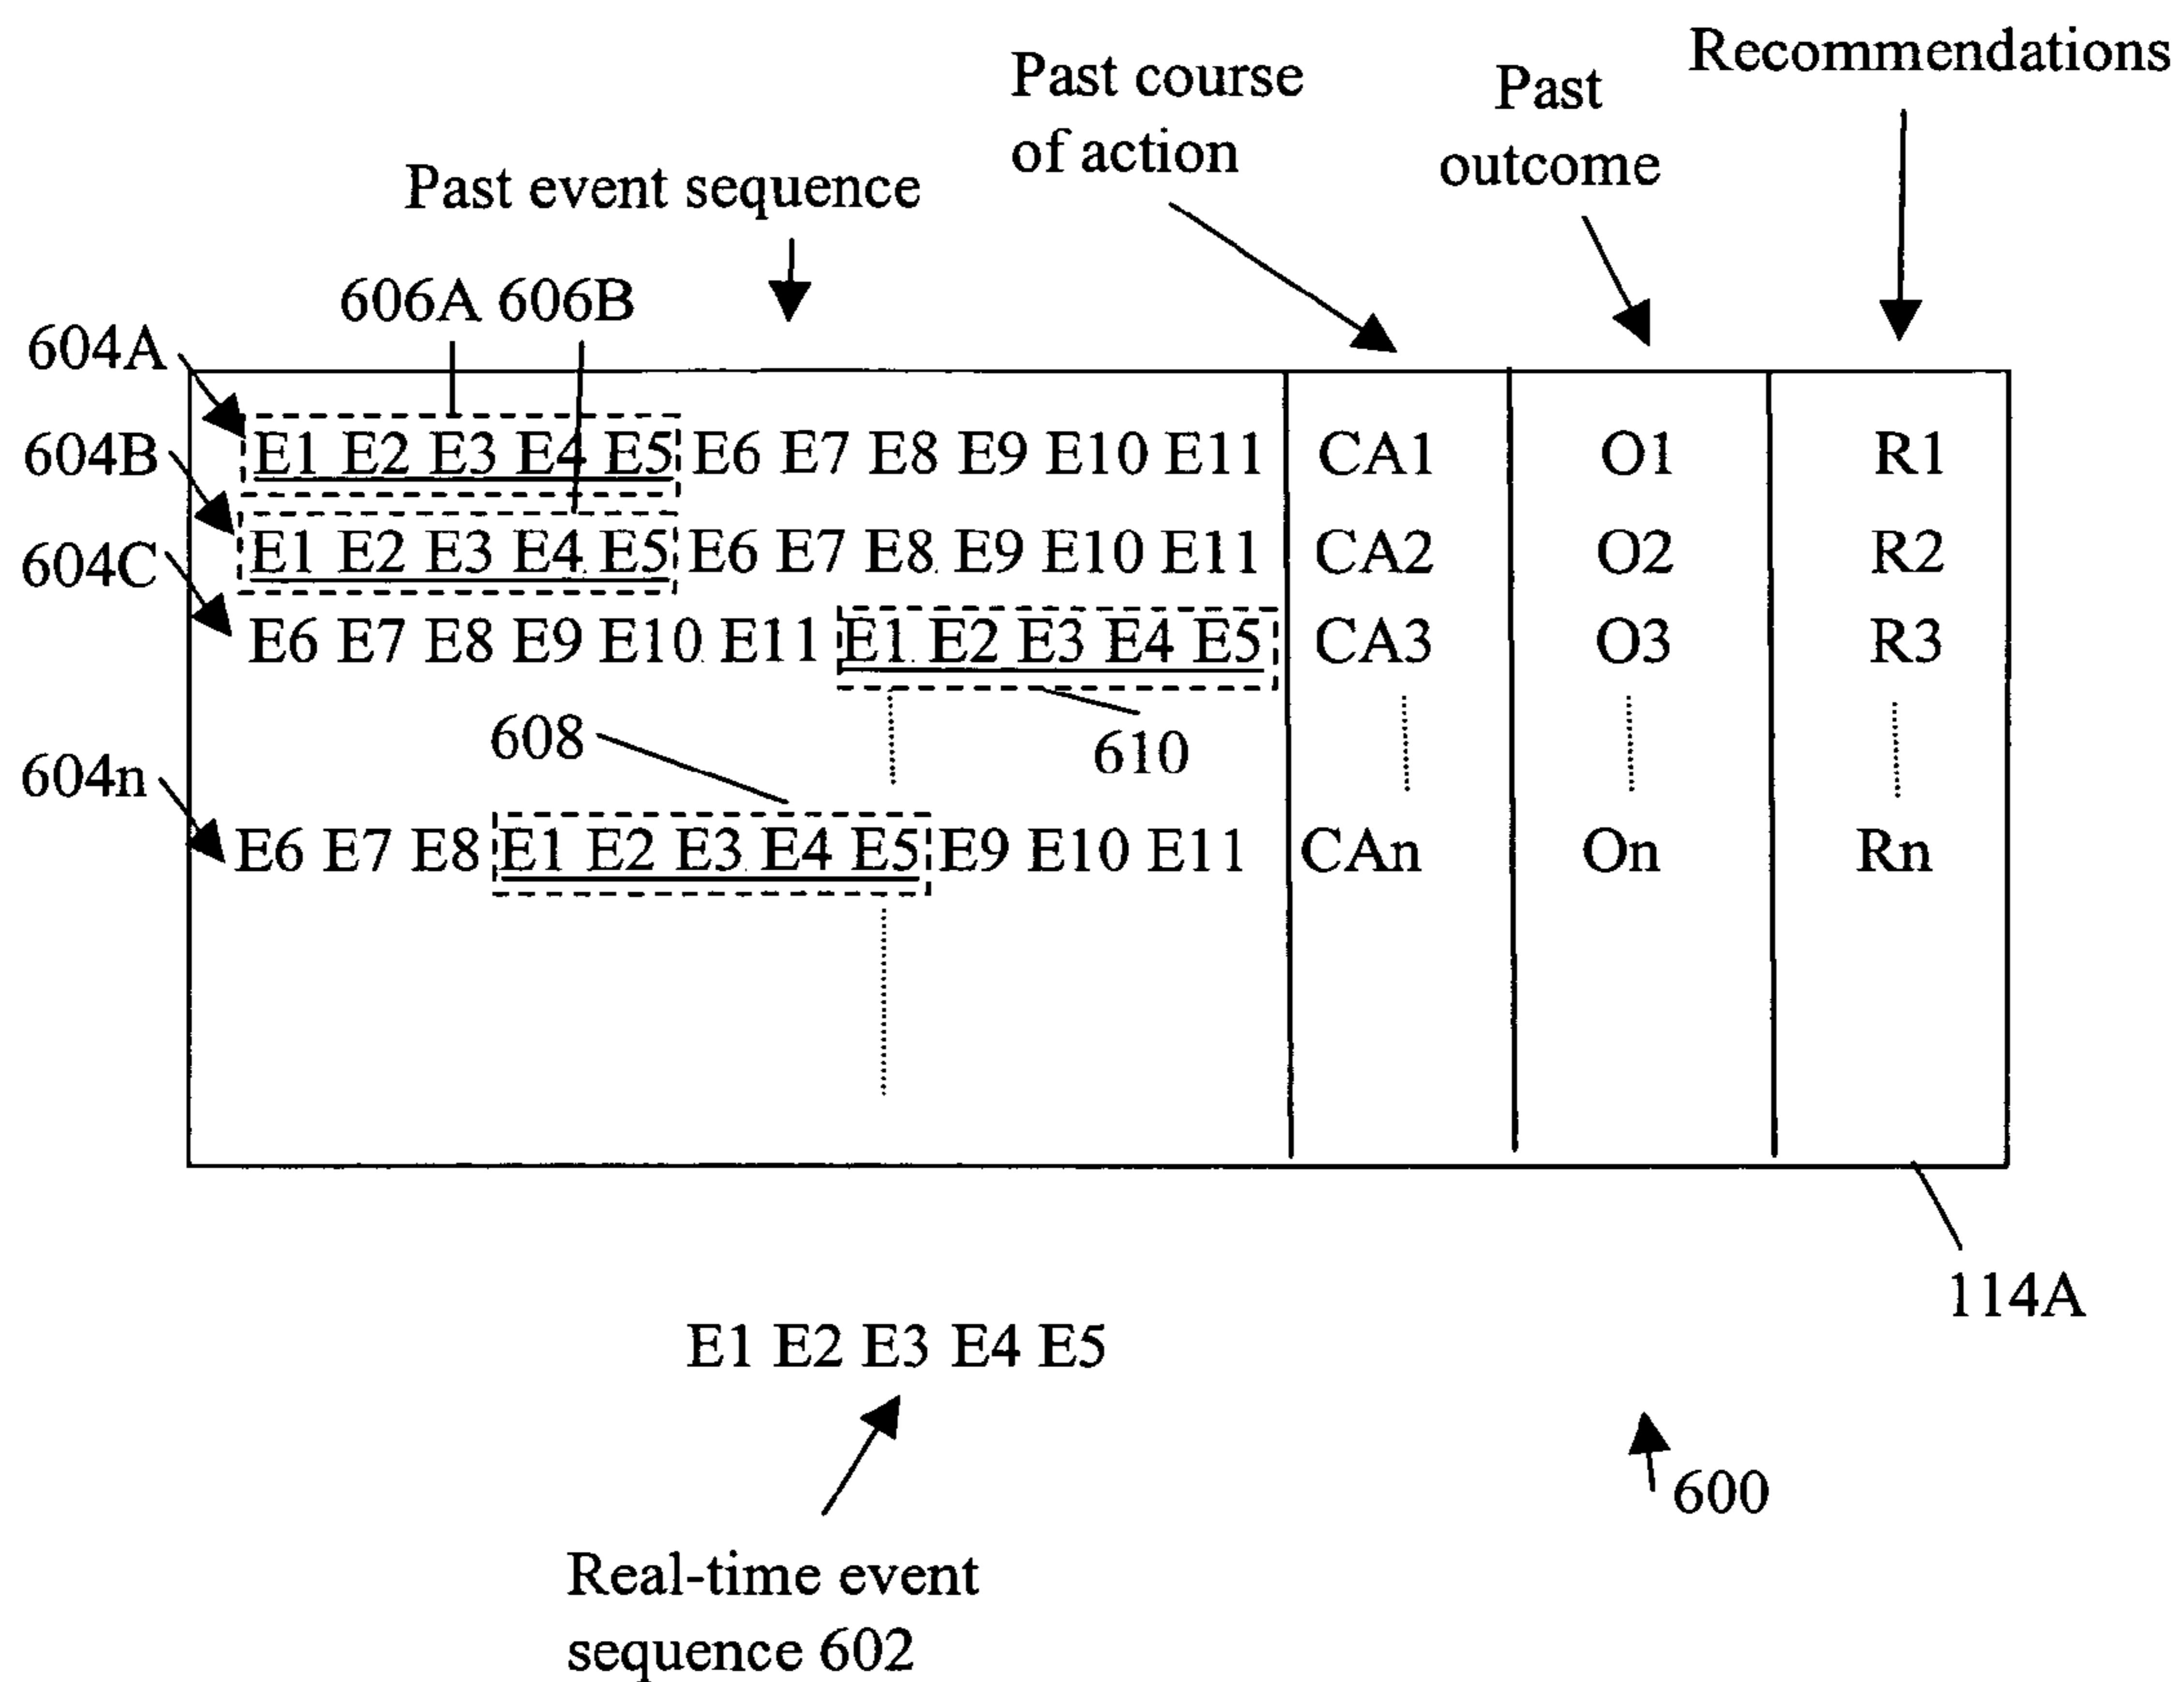 Recommendations
Past course
of action
Past
outcome
Past event sequence
606A 606B
604A
604B
604C
604n
E1 E2 E3 E4 E5 E6 E7 E8 E9 E10 E11 CA1 O1 R1
E1 E2 E3 E4 E5 E6 E7 E8 E9 E10 E11 CA2 O2 R2
E6 E7 E8 E9 E10 E11 E1 E2 E3 E4 E5 CA3 O3 R3
608
610
E6 E7 E8 E1 E2 E3 E4 E5 E9 E10 E11 CAn On Rn
114A
E1 E2 E3 E4 E5
600
Real-time event
sequence 602